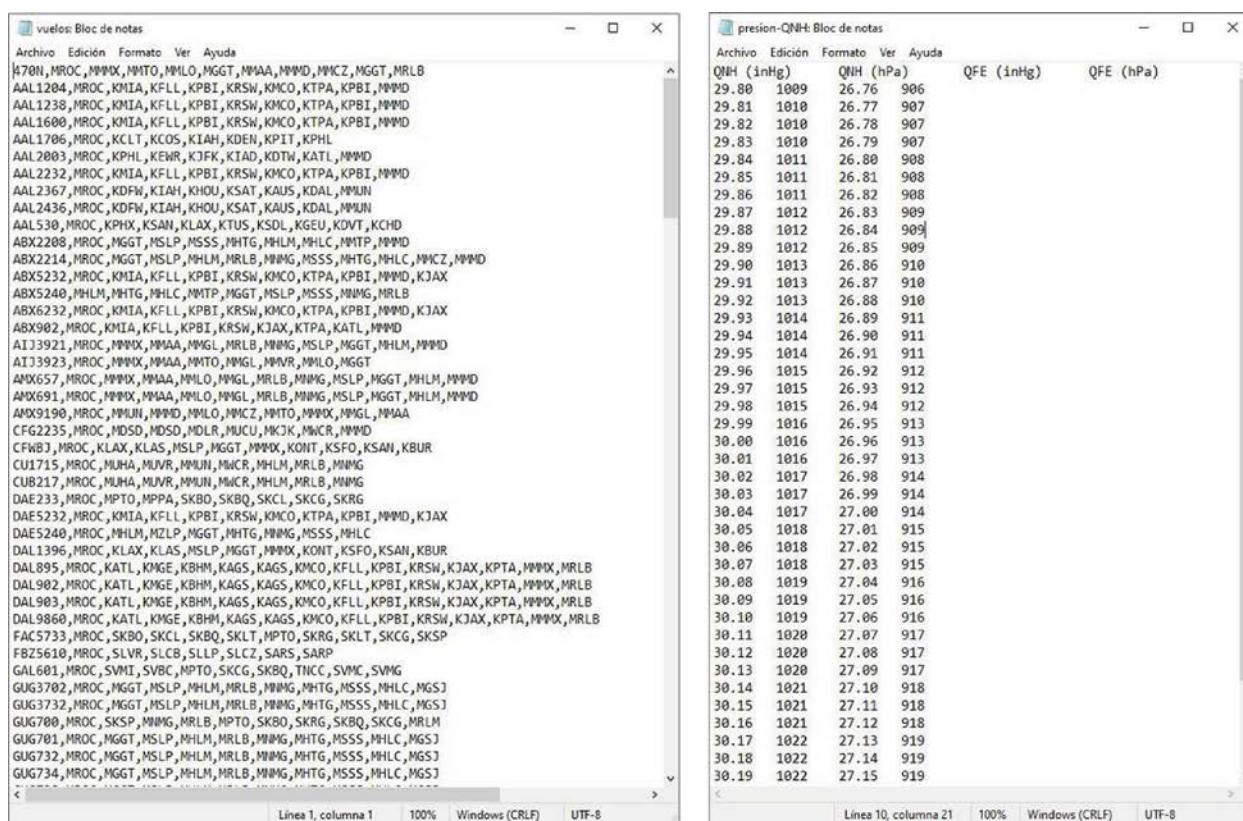 vuelos: Bloc de notas
Archivo Edición Formato Ver Ayuda
470N,MROC,MMMX,MMTO,MMLO,MGGT,MMAA,MMMD,MMCZ,MGGT,MRLB
AAL1204,MROC,KMIA,KFLL,KPBI,KRSW,KMCO,KTPA,KPBI,MMMD
AAL1238,MROC,KMIA,KFLL,KPBI,KRSW,KMCO,KTPA,KPBI,MMMD
AAL1600,MROC,KMIA,KFLL,KPBI,KRSW,KMCO,KTPA,KPBI,MMMD
AAL1706,MROC,KCLT,KCOS,KIAH,KDEN,KPIT,KPHL
AAL2003,MROC,KPHL,KEWR,KJFK,KIAD,KDTW,KATL,MMMD
AAL2232,MROC,KMIA,KFLL,KPBI,KRSW,KMCO,KTPA,KPBI,MMMD
AAL2367,MROC,KDFW,KIAH,KHOU,KSAT,KAUS,KDAL,MMUN
AAL2436,MROC,KDFW,KIAH,KHOU,KSAT,KAUS,KDAL,MMUN
AAL530,MROC,KPHX,KSAN,KLAX,KTUS,KSDL,KGEU,KDVT,KCHD
ABX2208,MROC,MGGT,MSLP,MSSS,MHTG,MHLM,MHLC,MMTP,MMMD
ABX2214,MROC,MGGT,MSLP,MHLM,MRLB,MNMG,MSSS,MHTG,MHLC,MMCZ,MMMD
ABX5232,MROC,KMIA,KFLL,KPBI,KRSW,KMCO,KTPA,KPBI,MMMD,KJAX
ABX5240,MHLM,MHTG,MHLC,MMTP,MGGT,MSLP,MSSS,MNMG,MRLB
ABX6232,MROC,KMIA,KFLL,KPBI,KRSW,KMCO,KTPA,KPBI,MMMD,KJAX
ABX902,MROC,KMIA,KFLL,KPBI,KRSW,KJAX,KTPA,KATL,MMMD
AIJ3921,MROC,MMMX,MMAA,MMGL,MRLB,MNMG,MSLP,MGGT,MHLM,MMMD
AIJ3923,MROC,MMMX,MMAA,MMTO,MMGL,MMVR,MMLO,MGGT
AMX657,MROC,MMMX,MMAA,MMLO,MMGL,MRLB,MNMG,MSLP,MGGT,MHLM,MMMD
AMX691,MROC,MMMX,MMAA,MMLO,MMGL,MRLB,MNMG,MSLP,MGGT,MHLM,MMMD
AMX9190,MROC,MMUN,MMMD,MMLO,MMCZ,MMTO,MMMX,MMGL,MMAA
CFG2235,MROC,MDSD,MDSD,MDLR,MUCU,MKJK,MWCR,MMMD
CFWBJ,MROC,KLAX,KLAS,MSLP,MGGT,MMMX,KONT,KSFO,KSAN,KBUR
CU1715,MROC,MUHA,MUVR,MMUN,MWCR,MHLM,MRLB,MNMG
CUB217,MROC,MUHA,MUVR,MMUN,MWCR,MHLM,MRLB,MNMG
DAE233,MROC,MPTO,MPPA,SKBO,SKBQ,SKCL,SKCG,SKRG
DAE5232,MROC,KMIA,KFLL,KPBI,KRSW,KMCO,KTPA,KPBI,MMMD,KJAX
DAE5240,MROC,MHLM,MZLP,MGGT,MHTG,MNMG,MSSS,MHLC
DAL1396,MROC,KLAX,KLAS,MSLP,MGGT,MMMX,KONT,KSFO,KSAN,KBUR
DAL895,MROC,KATL,KMGE,KBHM,KAGS,KAGS,KMCO,KFLL,KPBI,KRSW,KJAX,KPTA,MMMX,MRLB
DAL902,MROC,KATL,KMGE,KBHM,KAGS,KAGS,KMCO,KFLL,KPBI,KRSW,KJAX,KPTA,MMMX,MRLB
DAL903,MROC,KATL,KMGE,KBHM,KAGS,KAGS,KMCO,KFLL,KPBI,KRSW,KJAX,KPTA,MMMX,MRLB
DAL9860,MROC,KATL,KMGE,KBHM,KAGS,KAGS,KMCO,KFLL,KPBI,KRSW,KJAX,KPTA,MMMX,MRLB
FAC5733,MROC,SKBO,SKCL,SKBQ,SKLT,MPTO,SKRG,SKLT,SKCG,SKSP
FBZ5610,MROC,SLVR,SLCB,SLLP,SLCZ,SARS,SARP
GAL601,MROC,SVMI,SVBC,MPTO,SKCG,SKBQ,TNCC,SVMC,SVMG
GUG3702,MROC,MGGT,MSLP,MHLM,MRLB,MNMG,MHTG,MSSS,MHLC,MGSJ
GUG3732,MROC,MGGT,MSLP,MHLM,MRLB,MNMG,MHTG,MSSS,MHLC,MGSJ
GUG700,MROC,SKSP,MNMG,MRLB,MPTO,SKBO,SKRG,SKBQ,SKCG,MRLM
GUG701,MROC,MGGT,MSLP,MHLM,MRLB,MNMG,MHTG,MSSS,MHLC,MGSJ
GUG732,MROC,MGGT,MSLP,MHLM,MRLB,MNMG,MHTG,MSSS,MHLC,MGSJ
GUG734,MROC,MGGT,MSLP,MHLM,MRLB,MNMG,MHTG,MSSS,MHLC,MGSJ
Línea 1, columna 1 100% Windows (CRLF) UTF-8
presion-QNH: Bloc de notas
Archivo Edición Formato Ver Ayuda
QNH (inHg) QNH (hPa) QFE (inHg) QFE (hPa)
29.80 1009 26.76 906
29.81 1010 26.77 907
29.82 1010 26.78 907
29.83 1010 26.79 907
29.84 1011 26.80 908
29.85 1011 26.81 908
29.86 1011 26.82 908
29.87 1012 26.83 909
29.88 1012 26.84 909
29.89 1012 26.85 909
29.90 1013 26.86 910
29.91 1013 26.87 910
29.92 1013 26.88 910
29.93 1014 26.89 911
29.94 1014 26.90 911
29.95 1014 26.91 911
29.96 1015 26.92 912
29.97 1015 26.93 912
29.98 1015 26.94 912
29.99 1016 26.95 913
30.00 1016 26.96 913
30.01 1016 26.97 913
30.02 1017 26.98 914
30.03 1017 26.99 914
30.04 1017 27.00 914
30.05 1018 27.01 915
30.06 1018 27.02 915
30.07 1018 27.03 915
30.08 1019 27.04 916
30.09 1019 27.05 916
30.10 1019 27.06 916
30.11 1020 27.07 917
30.12 1020 27.08 917
30.13 1020 27.09 917
30.14 1021 27.10 918
30.15 1021 27.11 918
30.16 1021 27.12 918
30.17 1022 27.13 919
30.18 1022 27.14 919
30.19 1022 27.15 919
Línea 10, columna 21 100% Windows (CRLF) UTF-8